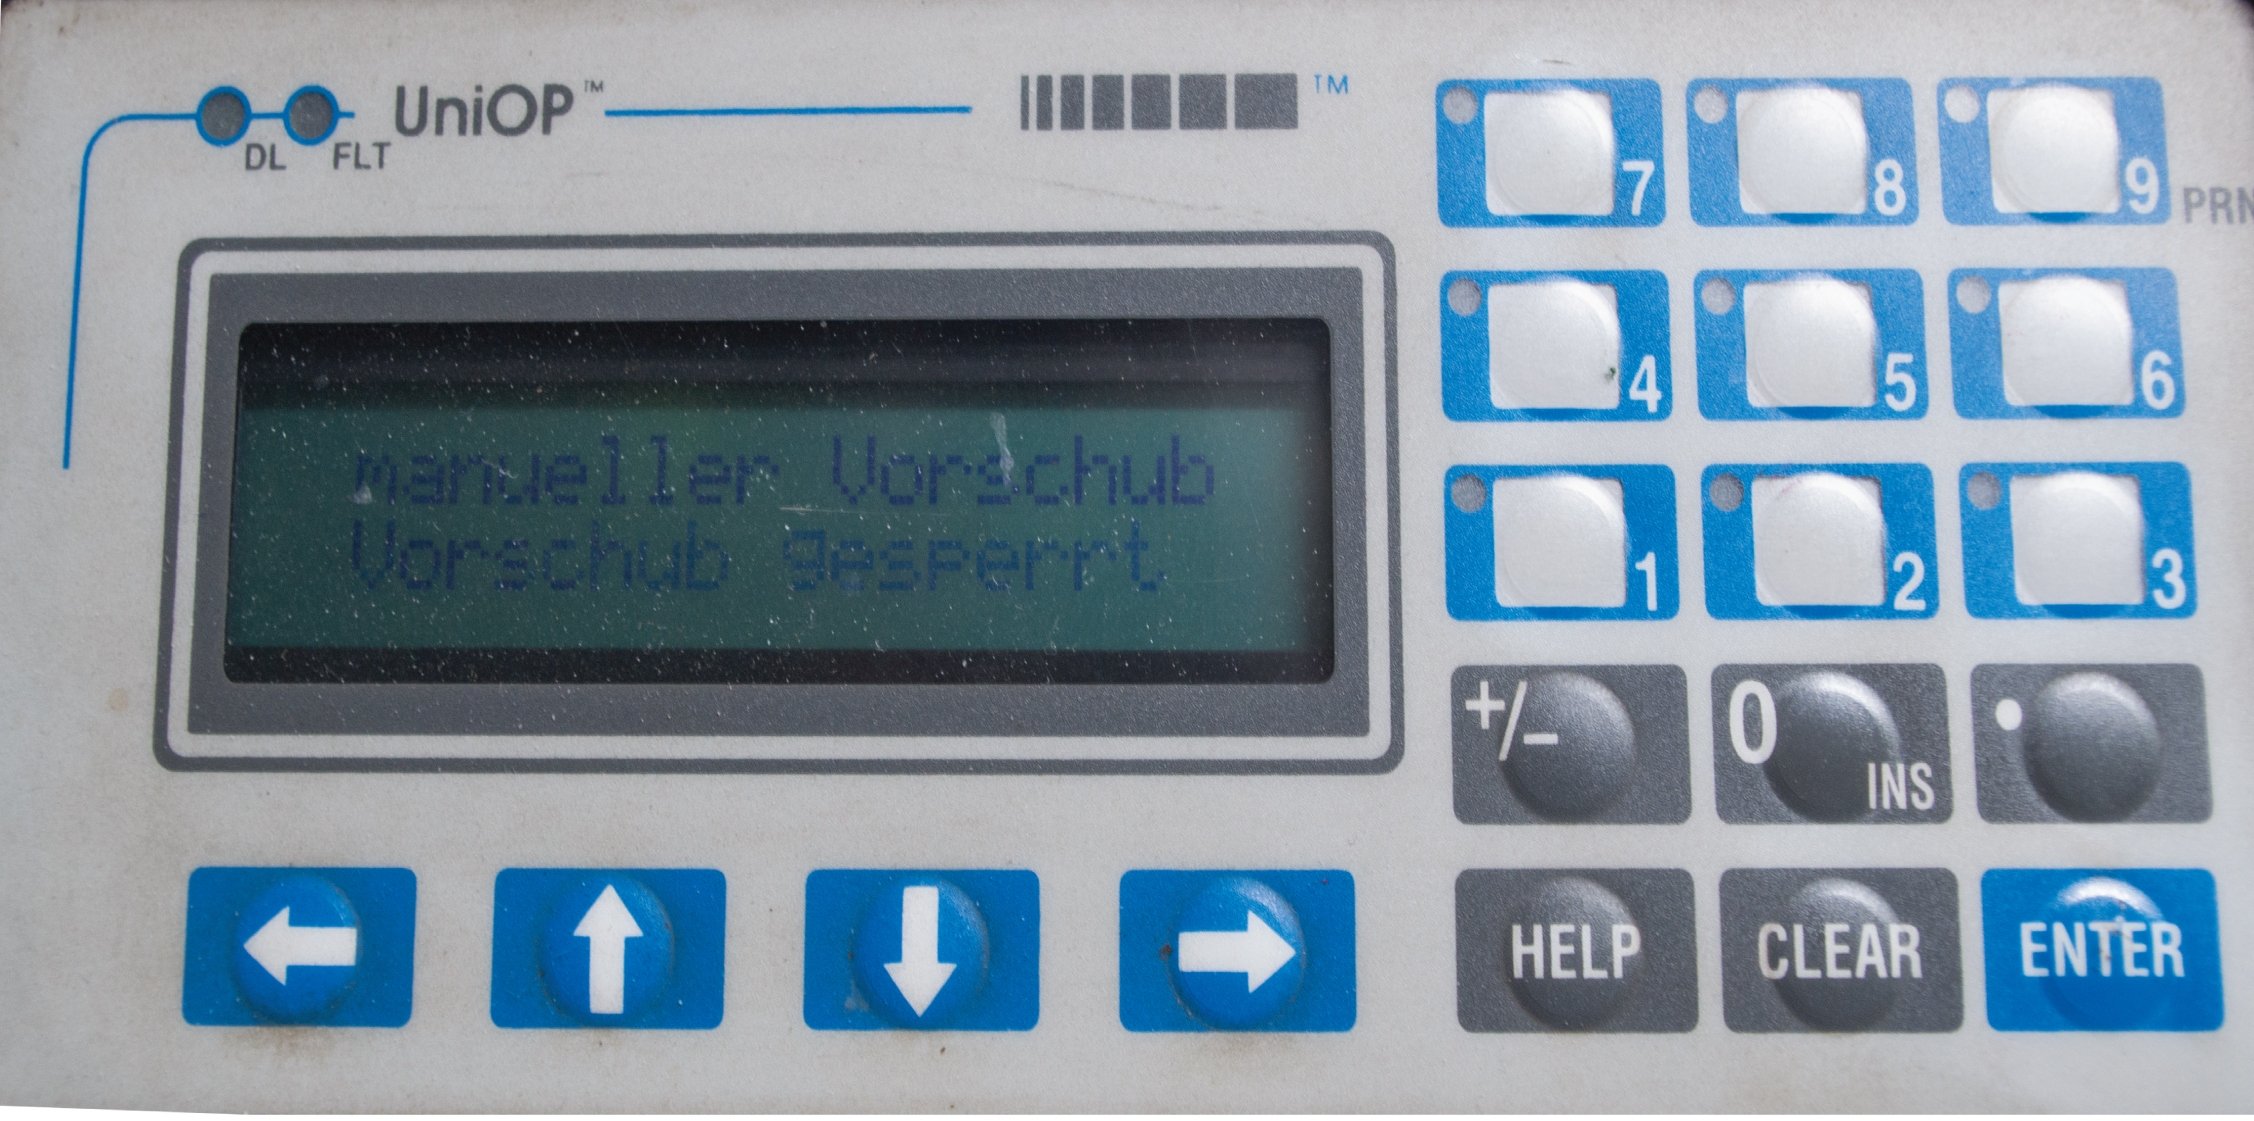 UniOP™
™
DL FLT
manueller Vorschub
Vorschub gesperrt
7 8 9 PRN
4 5 6
1 2 3
+/- 0 INS •
HELP CLEAR ENTER